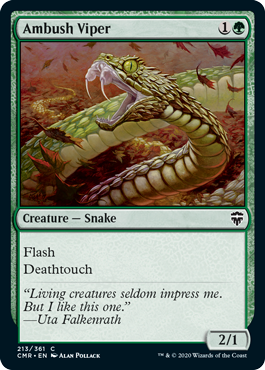 Ambush Viper 1
Creature — Snake
Flash
Deathtouch
"Living creatures seldom impress me.
But I like this one."
—Uta Falkenrath
2/1
213/361 C
CMR • EN Alan Pollack
™ & © 2020 Wizards of the Coast